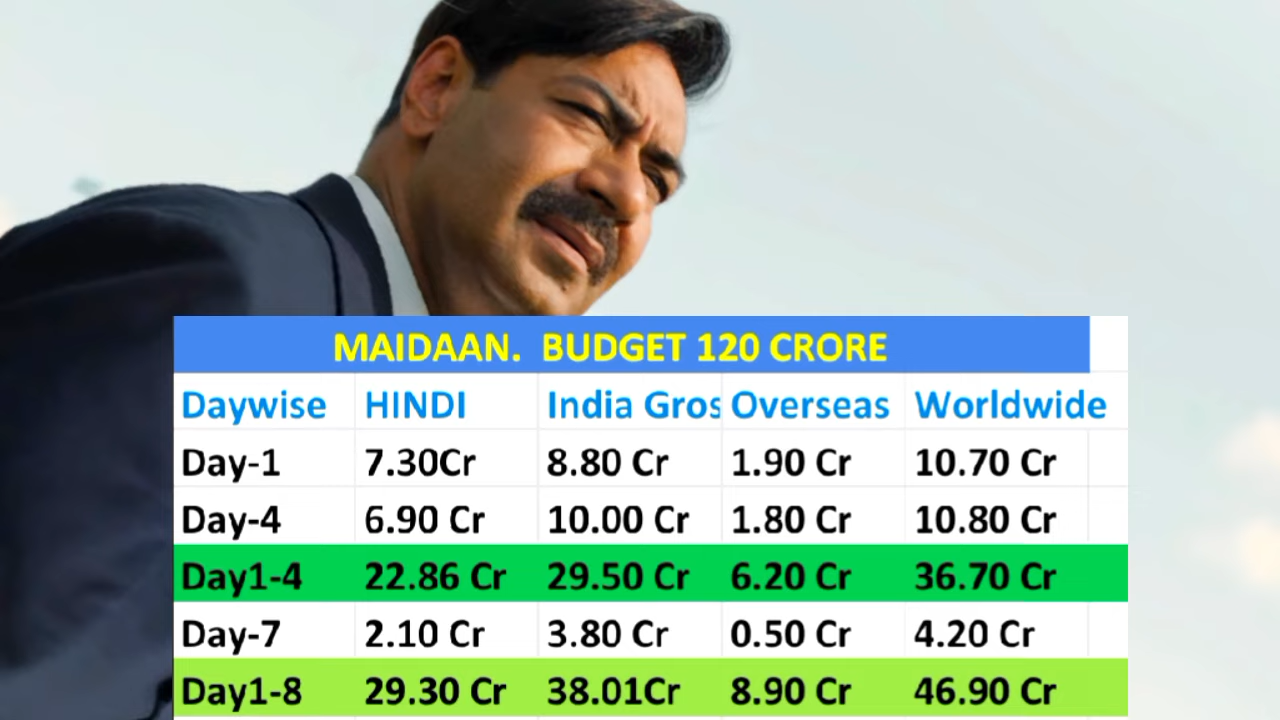 MAIDAAN. BUDGET 120 CRORE
Daywise HINDI India Gros Overseas Worldwide
Day-1 7.30Cr 8.80 Cr 1.90 Cr 10.70 Cr
Day-4 6.90 Cr 10.00 Cr 1.80 Cr 10.80 Cr
Day1-4 22.86 Cr 29.50 Cr 6.20 Cr 36.70 Cr
Day-7 2.10 Cr 3.80 Cr 0.50 Cr 4.20 Cr
Day1-8 29.30 Cr 38.01Cr 8.90 Cr 46.90 Cr